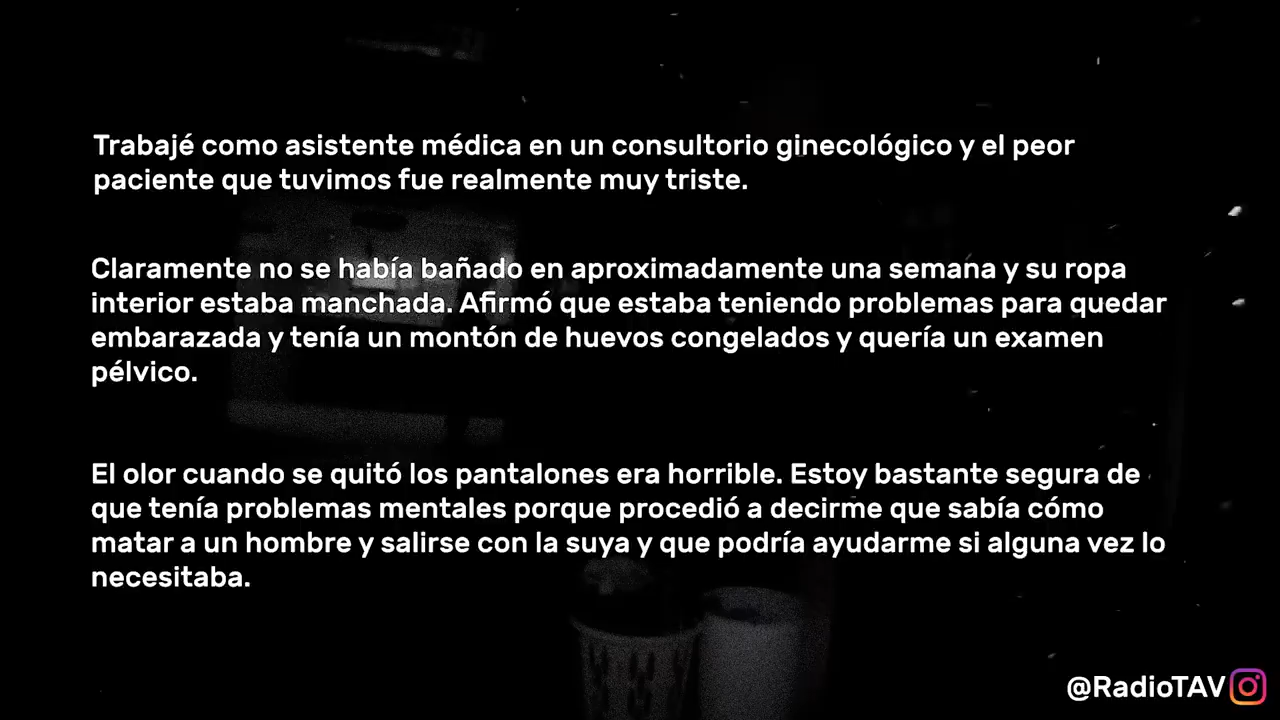 Trabajé como asistente médica en un consultorio ginecológico y el peor
paciente que tuvimos fue realmente muy triste.
Claramente no se había bañado en aproximadamente una semana y su ropa
interior estaba manchada. Afirmó que estaba teniendo problemas para quedar
embarazada y tenía un montón de huevos congelados y quería un examen
pélvico.
El olor cuando se quitó los pantalones era horrible. Estoy bastante segura de
que tenía problemas mentales porque procedió a decirme que sabía cómo
matar a un hombre y salirse con la suya y que podría ayudarme si alguna vez lo
necesitaba.
@RadioTAV